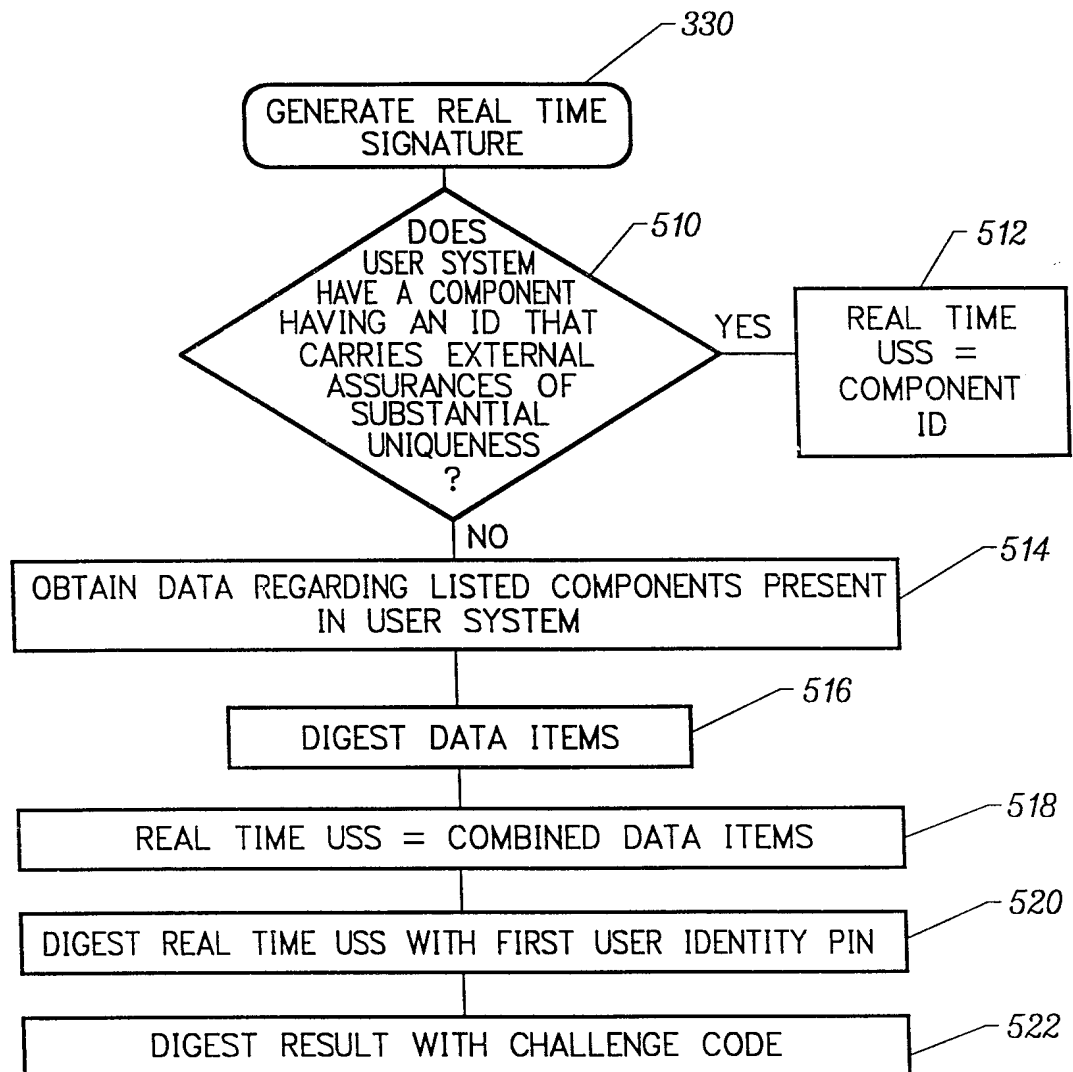 330
GENERATE REAL TIME
SIGNATURE
DOES
USER SYSTEM
HAVE A COMPONENT
HAVING AN ID THAT
CARRIES EXTERNAL
ASSURANCES OF
SUBSTANTIAL
UNIQUENESS
?
510
YES
512
REAL TIME
USS =
COMPONENT
ID
NO
514
OBTAIN DATA REGARDING LISTED COMPONENTS PRESENT
IN USER SYSTEM
516
DIGEST DATA ITEMS
518
REAL TIME USS = COMBINED DATA ITEMS
520
DIGEST REAL TIME USS WITH FIRST USER IDENTITY PIN
522
DIGEST RESULT WITH CHALLENGE CODE